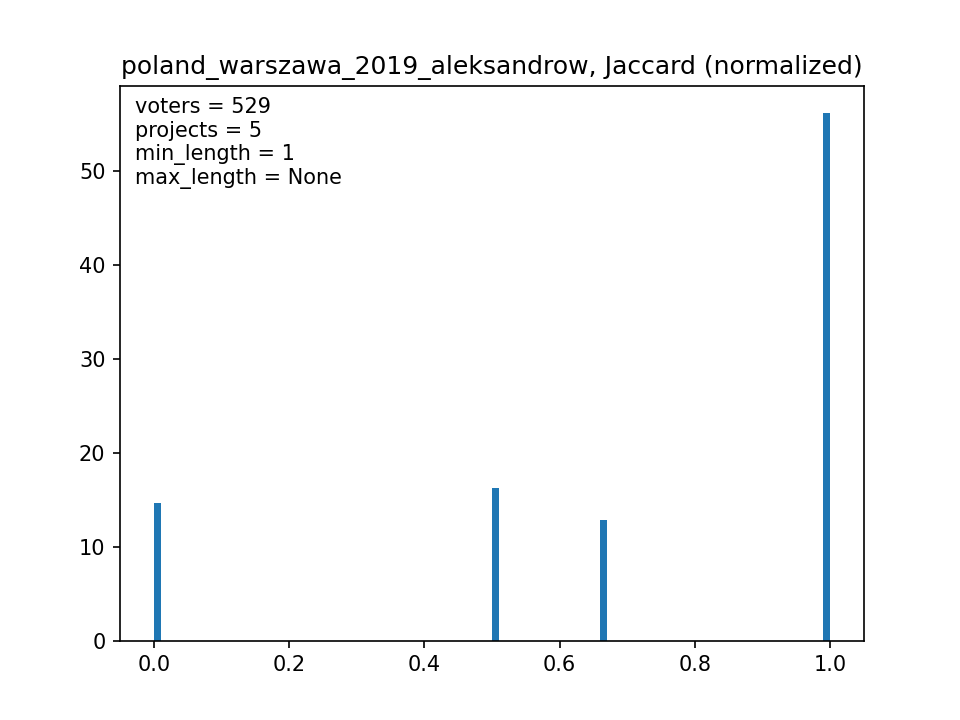 poland_warszawa_2019_aleksandrow, Jaccard (normalized)
voters = 529
projects = 5
min_length = 1
max_length = None
50
40
30
20
10
0
0.0 0.2 0.4 0.6 0.8 1.0